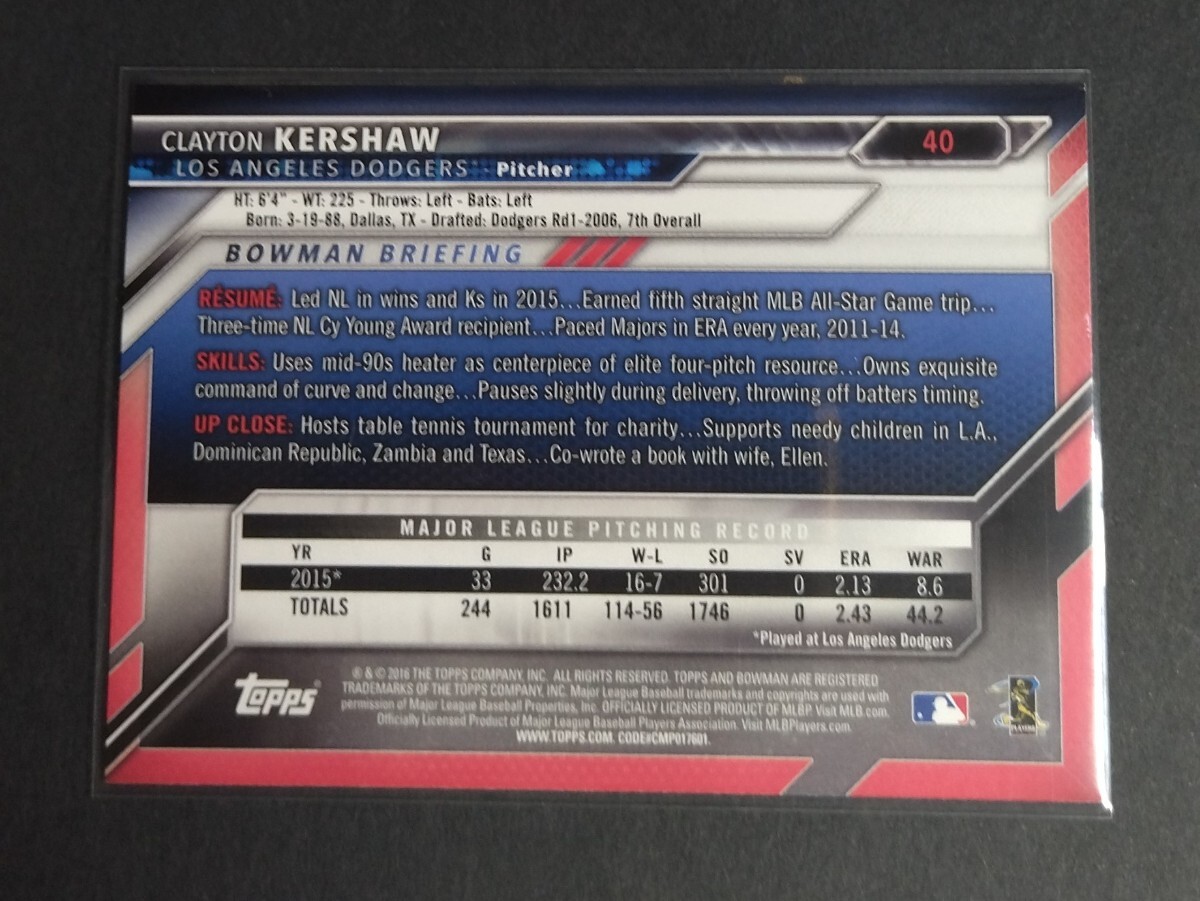 CLAYTON KERSHAW
40
LOS ANGELES DODGERS - Pitcher
HT: 6'4" - WT: 225 - Throws: Left - Bats: Left
Born: 3-19-88, Dallas, TX - Drafted: Dodgers Rd1-2006, 7th Overall
BOWMAN BRIEFING
RÉSUMÉ: Led NL in wins and Ks in 2015...Earned fifth straight MLB All-Star Game trip...
Three-time NL Cy Young Award recipient...Paced Majors in ERA every year, 2011-14.
SKILLS: Uses mid-90s heater as centerpiece of elite four-pitch resource...Owns exquisite
command of curve and change...Pauses slightly during delivery, throwing off batters timing.
UP CLOSE: Hosts table tennis tournament for charity...Supports needy children in L.A.,
Dominican Republic, Zambia and Texas...Co-wrote a book with wife, Ellen.
MAJOR LEAGUE PITCHING RECORD
YR G IP W-L SO SV ERA WAR
2015* 33 232.2 16-7 301 0 2.13 8.6
TOTALS 244 1611 114-56 1746 0 2.43 44.2
*Played at Los Angeles Dodgers
Topps
® & © 2016 THE TOPPS COMPANY, INC. ALL RIGHTS RESERVED. TOPPS AND BOWMAN ARE REGISTERED
TRADEMARKS OF THE TOPPS COMPANY, INC. Major League Baseball trademarks and copyrights are used with
permission of Major League Baseball Properties, Inc. OFFICIALLY LICENSED PRODUCT OF MLBP. Visit MLB.com.
Officially Licensed Product of Major League Baseball Players Association. Visit MLBPlayers.com.
WWW.TOPPS.COM. CODE#CMP017601.
PLAYERS